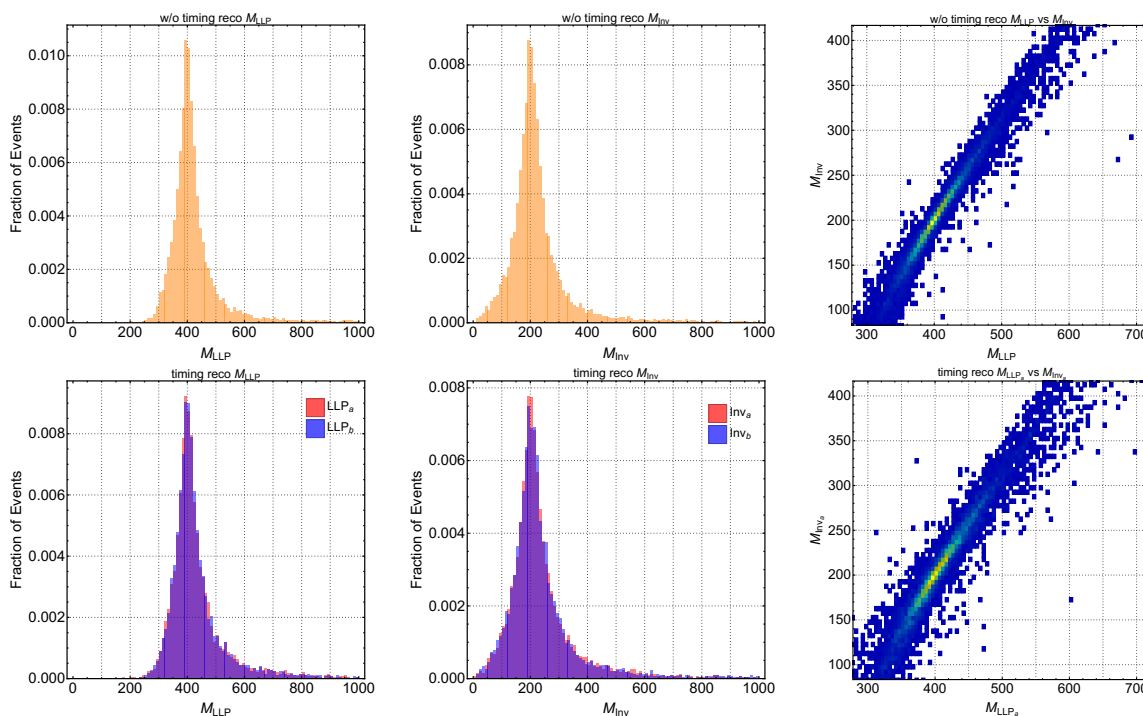 w/o timing reco M_LLP
Fraction of Events
0.010
0.008
0.006
0.004
0.002
0.000
0 200 400 600 800 1000
M_LLP
w/o timing reco M_Inv
Fraction of Events
0.008
0.006
0.004
0.002
0.000
0 200 400 600 800 1000
M_Inv
w/o timing reco M_LLP vs M_Inv
M_Inv
400
350
300
250
200
150
100
300 400 500 600 700
M_LLP
timing reco M_LLP
LLP_a
LLP_b
Fraction of Events
0.008
0.006
0.004
0.002
0.000
0 200 400 600 800 1000
M_LLP
timing reco M_Inv
Inv_a
Inv_b
Fraction of Events
0.008
0.006
0.004
0.002
0.000
0 200 400 600 800 1000
M_Inv
timing reco M_LLP_a vs M_Inv_a
M_Inv_a
400
350
300
250
200
150
100
300 400 500 600 700
M_LLP_a